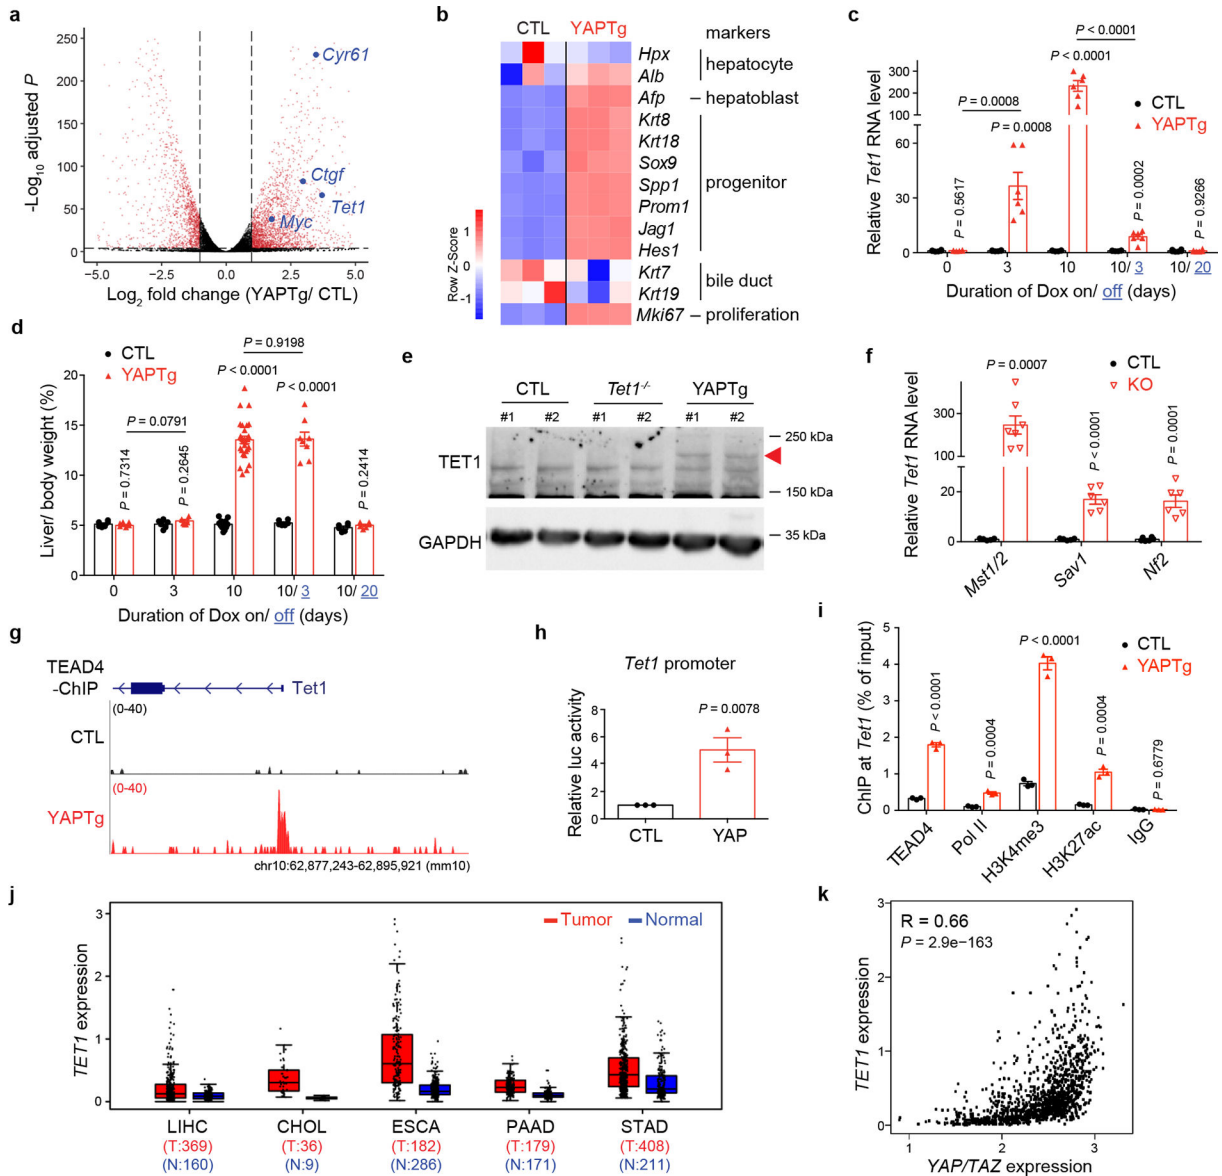 a
-Log10 adjusted P
250
200
150
100
50
0
−5.0
−2.5
0.0
2.5
5.0
Cyr61
Ctgf
Tet1
Myc
Log2 fold change (YAPTg/ CTL)
b
CTL
YAPTg
markers
Hpx
Alb
hepatocyte
Afp
hepatoblast
Krt8
Krt18
Sox9
Spp1
Prom1
Jag1
Hes1
progenitor
Krt7
Krt19
bile duct
Mki67
proliferation
Row Z-Score
1
0
-1
c
Relative Tet1 RNA level
300
200
100
60
30
0
P = 0.5617
P = 0.0008
P = 0.0008
P < 0.0001
P < 0.0001
P = 0.0002
P = 0.9266
CTL
YAPTg
0
3
10
10/ 3
10/ 20
Duration of Dox on/ off (days)
d
Liver/ body weight (%)
20
15
10
5
0
CTL
YAPTg
P = 0.7314
P = 0.0791
P = 0.2645
P = 0.9198
P < 0.0001
P < 0.0001
P = 0.2414
0
3
10
10/ 3
10/ 20
Duration of Dox on/ off (days)
e
CTL
Tet1-/-
YAPTg
#1
#2
#1
#2
#1
#2
TET1
250 kDa
150 kDa
GAPDH
35 kDa
f
Relative Tet1 RNA level
300
100
20
0
P = 0.0007
P < 0.0001
P = 0.0001
CTL
KO
Mst1/2
Sav1
Nf2
g
TEAD4
-ChIP
Tet1
(0-40)
CTL
(0-40)
YAPTg
chr10:62,877,243-62,895,921 (mm10)
h
Tet1 promoter
Relative luc activity
8
6
4
2
0
P = 0.0078
CTL
YAP
i
ChIP at Tet1 (% of input)
5
4
3
2
1
0
P < 0.0001
P = 0.0004
P < 0.0001
P = 0.0004
P = 0.6779
CTL
YAPTg
TEAD4
Pol II
H3K4me3
H3K27ac
IgG
j
TET1 expression
3
2
1
0
Tumor
Normal
LIHC
CHOL
ESCA
PAAD
STAD
(T:369)
(T:36)
(T:182)
(T:179)
(T:408)
(N:160)
(N:9)
(N:286)
(N:171)
(N:211)
k
TET1 expression
3
2
1
0
R = 0.66
P = 2.9e−163
1
2
3
YAP/TAZ expression